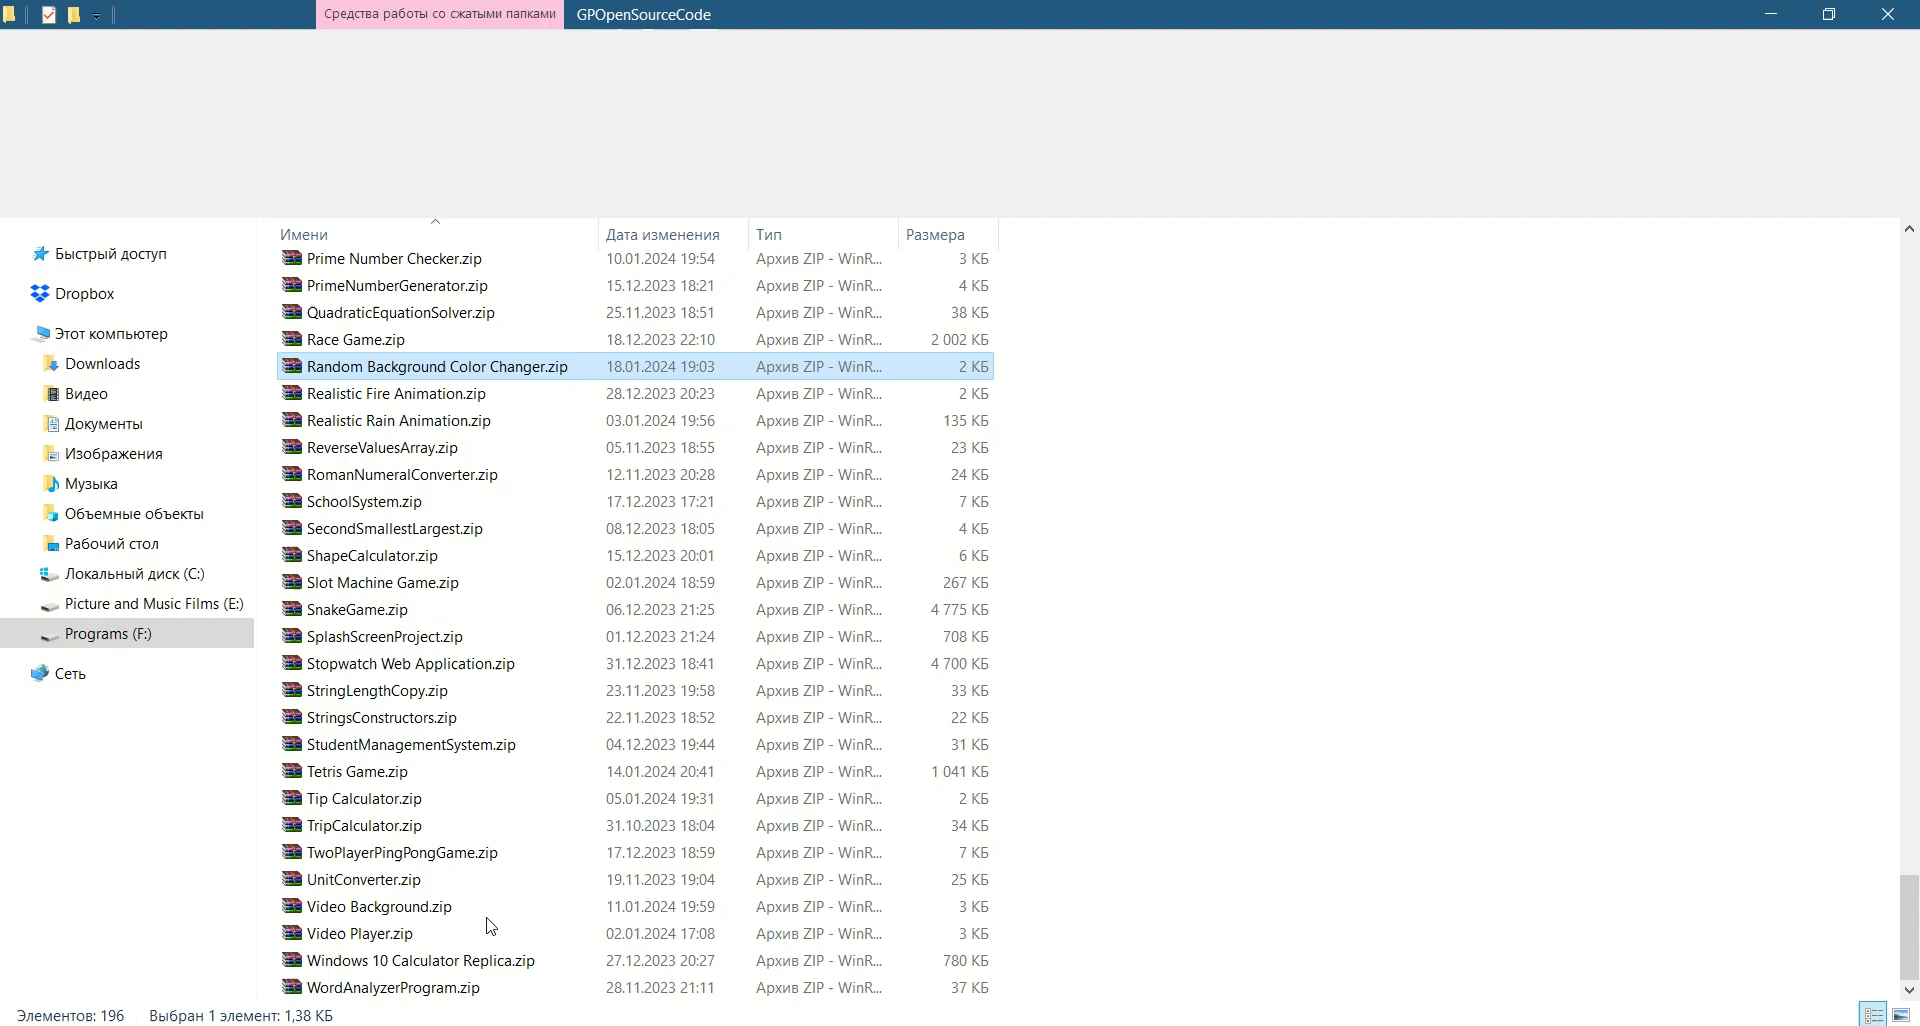 Средства работы со сжатыми папками GPOpenSourceCode
Имени Дата изменения Тип Размера
Быстрый доступ
Dropbox
Этот компьютер
Downloads
Видео
Документы
Изображения
Музыка
Объемные объекты
Рабочий стол
Локальный диск (C:)
Picture and Music Films (E:)
Programs (F:)
Сеть
Prime Number Checker.zip 10.01.2024 19:54 Архив ZIP - WinR... 3 КБ
PrimeNumberGenerator.zip 15.12.2023 18:21 Архив ZIP - WinR... 4 КБ
QuadraticEquationSolver.zip 25.11.2023 18:51 Архив ZIP - WinR... 38 КБ
Race Game.zip 18.12.2023 22:10 Архив ZIP - WinR... 2 002 КБ
Random Background Color Changer.zip 18.01.2024 19:03 Архив ZIP - WinR... 2 КБ
Realistic Fire Animation.zip 28.12.2023 20:23 Архив ZIP - WinR... 2 КБ
Realistic Rain Animation.zip 03.01.2024 19:56 Архив ZIP - WinR... 135 КБ
ReverseValuesArray.zip 05.11.2023 18:55 Архив ZIP - WinR... 23 КБ
RomanNumeralConverter.zip 12.11.2023 20:28 Архив ZIP - WinR... 24 КБ
SchoolSystem.zip 17.12.2023 17:21 Архив ZIP - WinR... 7 КБ
SecondSmallestLargest.zip 08.12.2023 18:05 Архив ZIP - WinR... 4 КБ
ShapeCalculator.zip 15.12.2023 20:01 Архив ZIP - WinR... 6 КБ
Slot Machine Game.zip 02.01.2024 18:59 Архив ZIP - WinR... 267 КБ
SnakeGame.zip 06.12.2023 21:25 Архив ZIP - WinR... 4 775 КБ
SplashScreenProject.zip 01.12.2023 21:24 Архив ZIP - WinR... 708 КБ
Stopwatch Web Application.zip 31.12.2023 18:41 Архив ZIP - WinR... 4 700 КБ
StringLengthCopy.zip 23.11.2023 19:58 Архив ZIP - WinR... 33 КБ
StringsConstructors.zip 22.11.2023 18:52 Архив ZIP - WinR... 22 КБ
StudentManagementSystem.zip 04.12.2023 19:44 Архив ZIP - WinR... 31 КБ
Tetris Game.zip 14.01.2024 20:41 Архив ZIP - WinR... 1 041 КБ
Tip Calculator.zip 05.01.2024 19:31 Архив ZIP - WinR... 2 КБ
TripCalculator.zip 31.10.2023 18:04 Архив ZIP - WinR... 34 КБ
TwoPlayerPingPongGame.zip 17.12.2023 18:59 Архив ZIP - WinR... 7 КБ
UnitConverter.zip 19.11.2023 19:04 Архив ZIP - WinR... 25 КБ
Video Background.zip 11.01.2024 19:59 Архив ZIP - WinR... 3 КБ
Video Player.zip 02.01.2024 17:08 Архив ZIP - WinR... 3 КБ
Windows 10 Calculator Replica.zip 27.12.2023 20:27 Архив ZIP - WinR... 780 КБ
WordAnalyzerProgram.zip 28.11.2023 21:11 Архив ZIP - WinR... 37 КБ
Элементов: 196 Выбран 1 элемент: 1,38 КБ